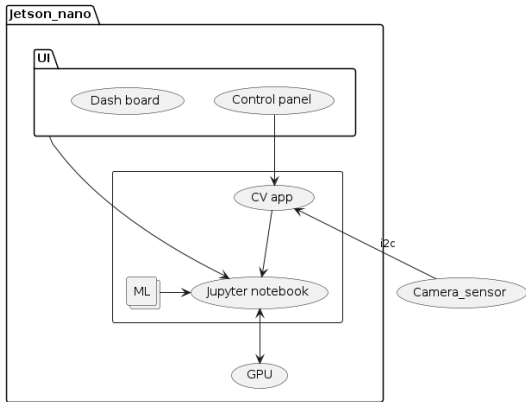 Jetson_nano
UI
Dash board
Control panel
CV app
i2c
ML
Jupyter notebook
Camera_sensor
GPU